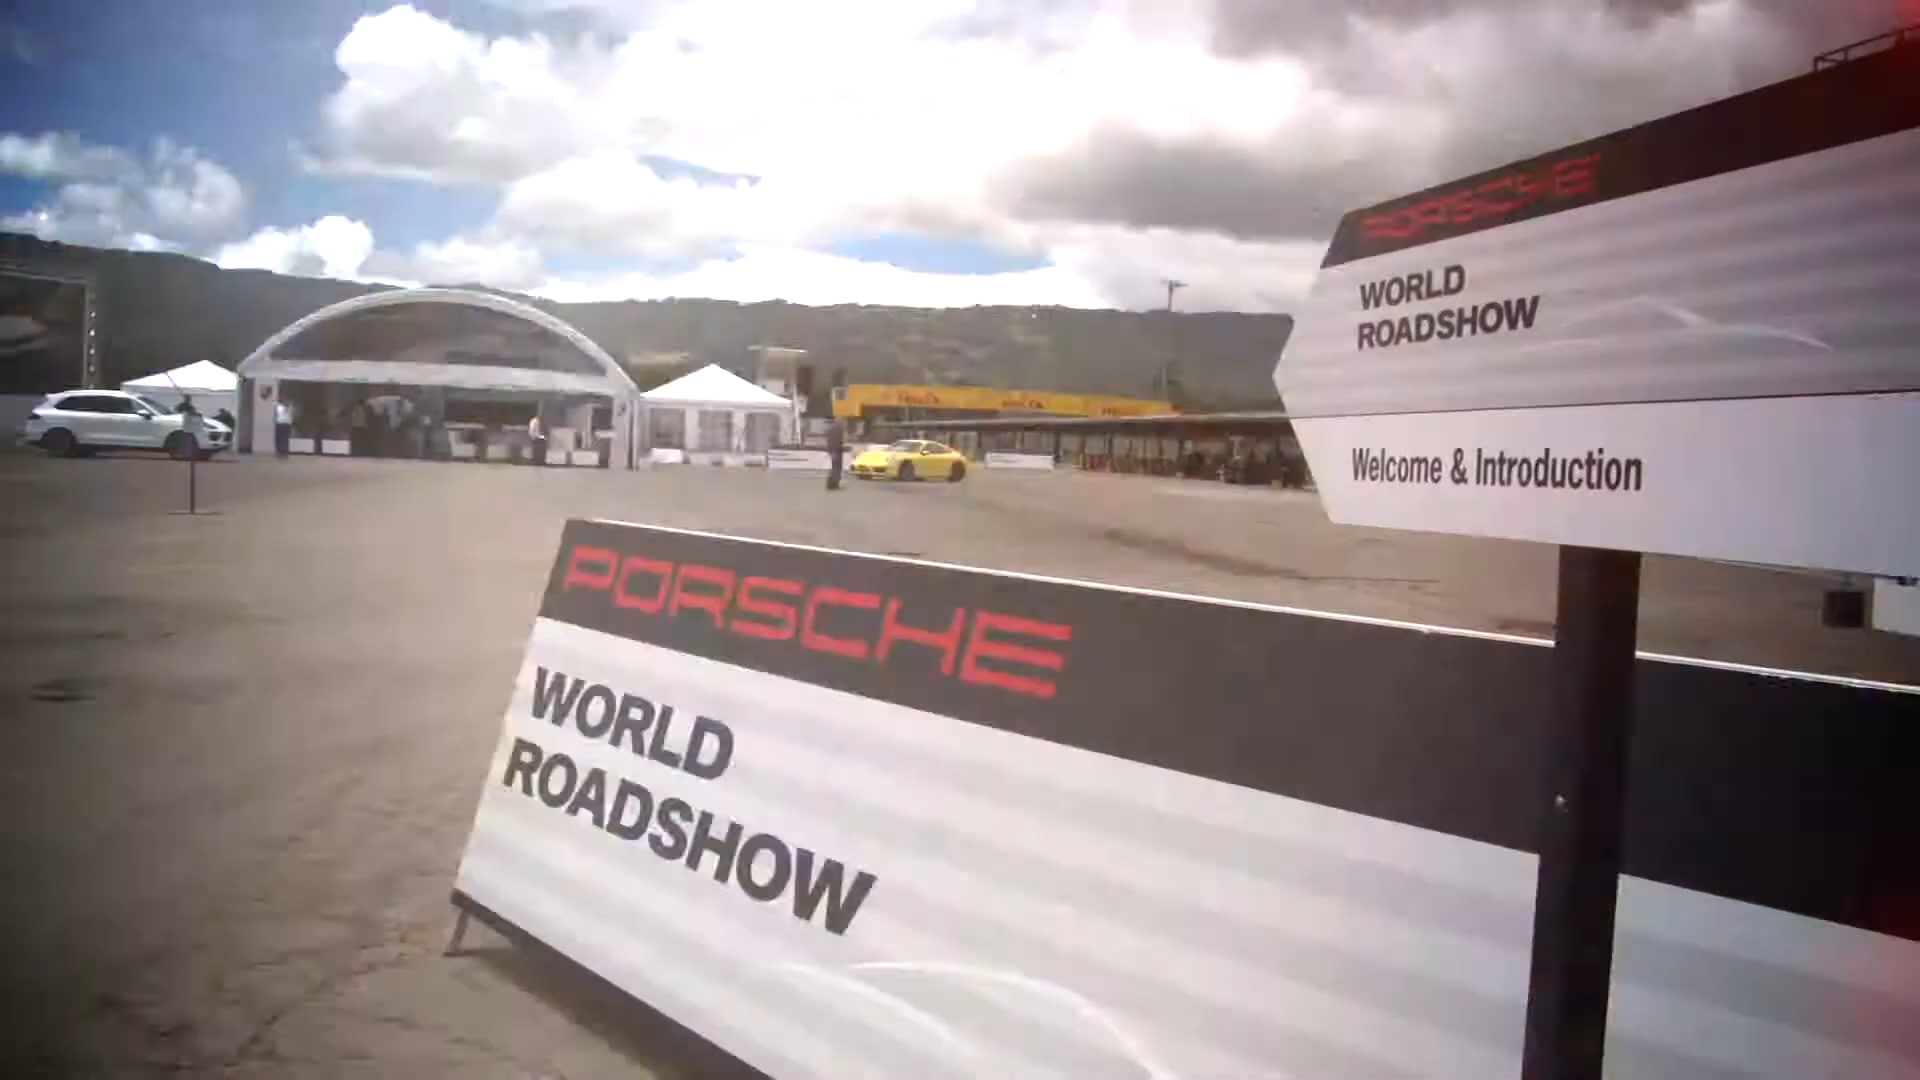 PORSCHE
WORLD
ROADSHOW
Welcome & Introduction
PORSCHE
WORLD
ROADSHOW